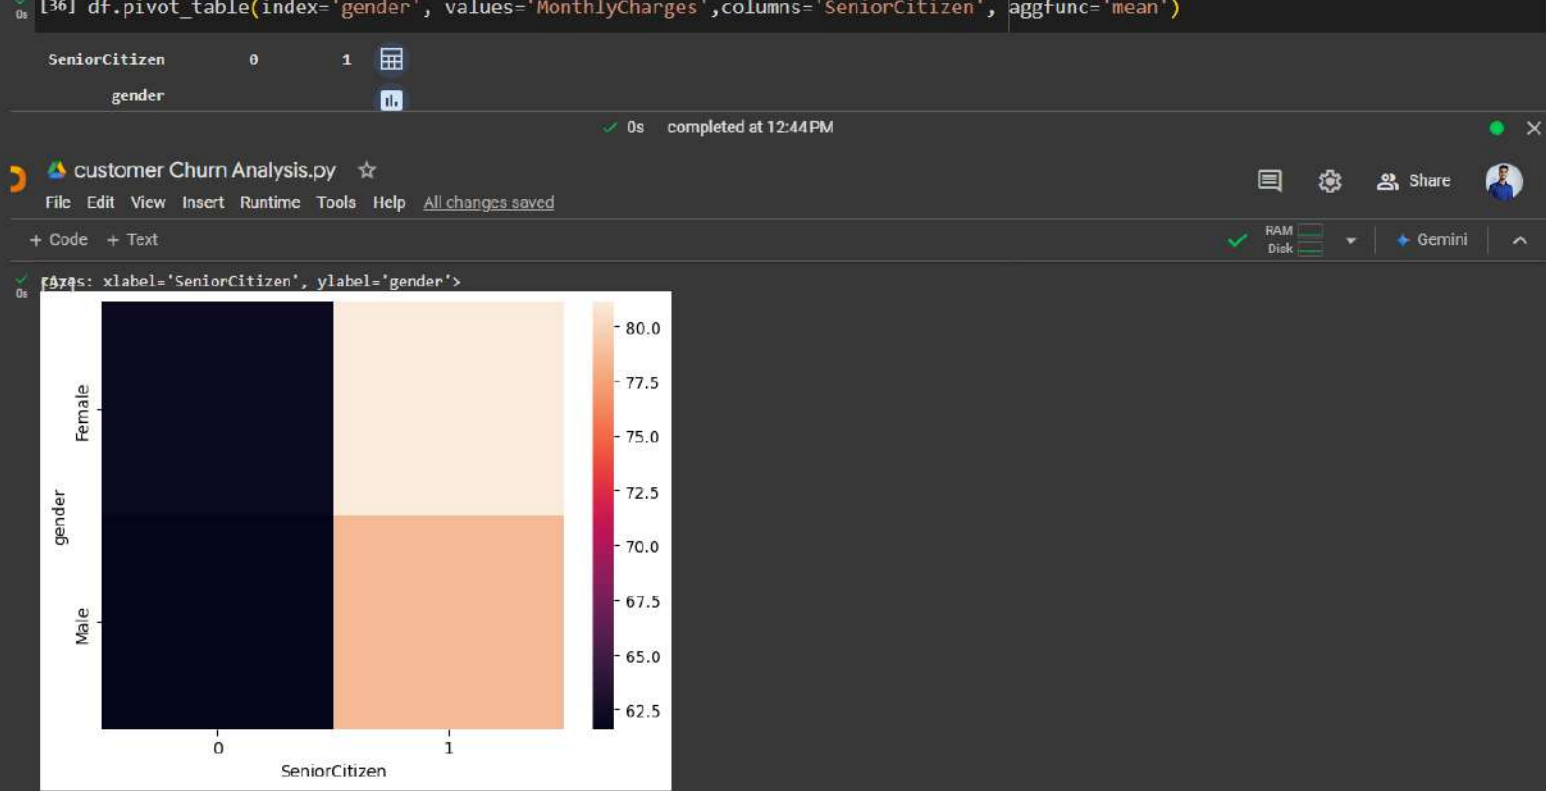 0s
[36] df.pivot_table(index='gender', values='MonthlyCharges',columns='SeniorCitizen', aggfunc='mean')
SeniorCitizen 0 1
gender
0s completed at 12:44 PM
customer Churn Analysis.py
File Edit View Insert Runtime Tools Help All changes saved
Share
+ Code + Text
RAM
Disk
Gemini
0s
xlabel='SeniorCitizen', ylabel='gender'>
80.0
77.5
75.0
72.5
70.0
67.5
65.0
62.5
Female
gender
Male
0 1
SeniorCitizen